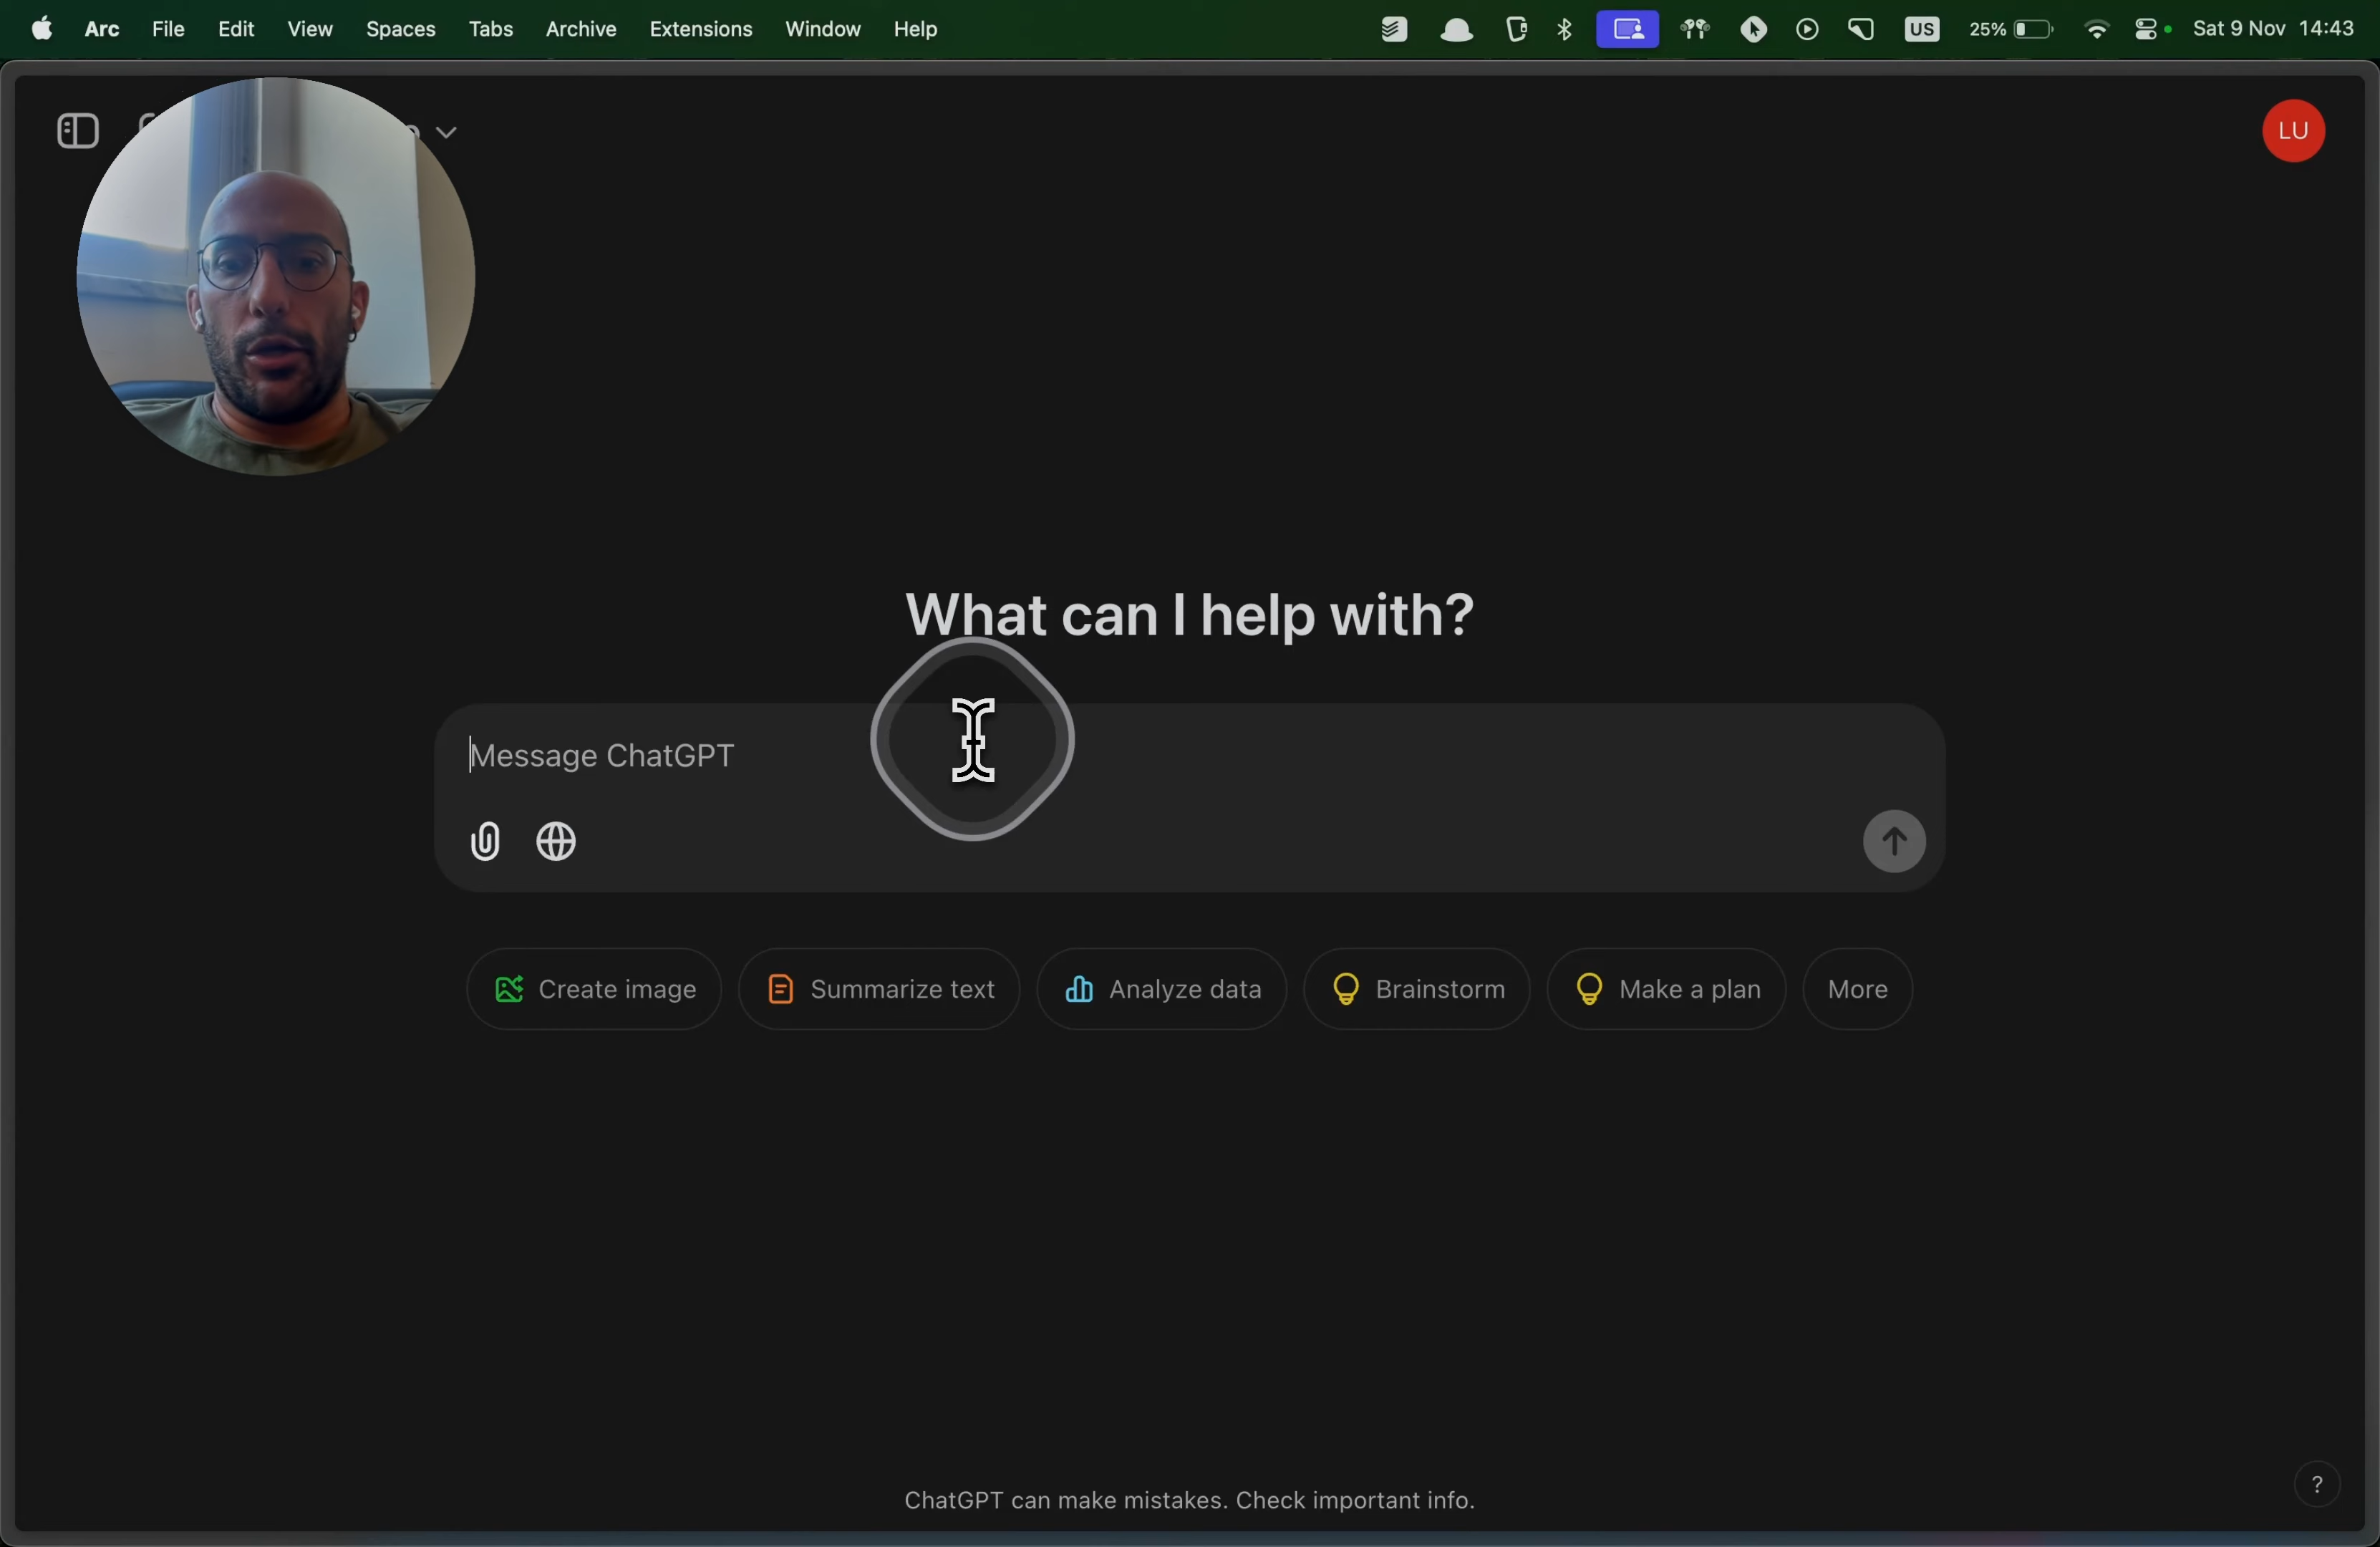 Arc File Edit View Spaces Tabs Archive Extensions Window Help US 25% Sat 9 Nov 14:43
LU
What can I help with?
Message ChatGPT
Create image Summarize text Analyze data Brainstorm Make a plan More
ChatGPT can make mistakes. Check important info.
?